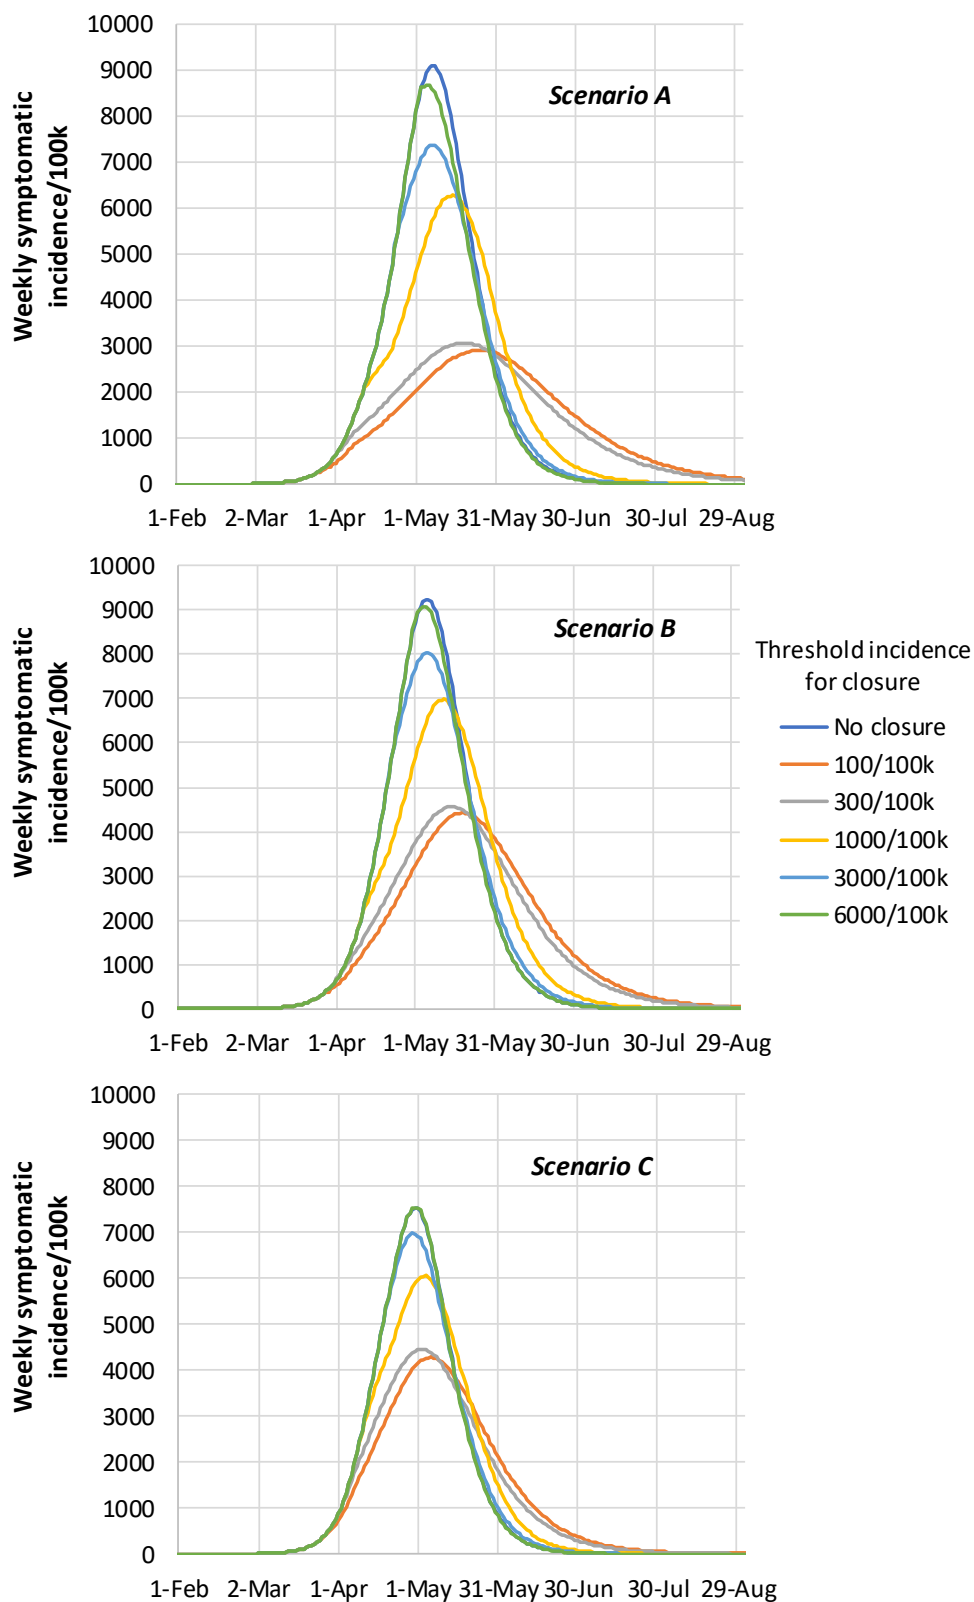 10000
9000
8000
7000
6000
5000
4000
3000
2000
1000
0
Weekly symptomatic
incidence/100k
Scenario A
1-Feb 2-Mar 1-Apr 1-May 31-May 30-Jun 30-Jul 29-Aug
10000
9000
8000
7000
6000
5000
4000
3000
2000
1000
0
Weekly symptomatic
incidence/100k
Scenario B
1-Feb 2-Mar 1-Apr 1-May 31-May 30-Jun 30-Jul 29-Aug
Threshold incidence
for closure
No closure
100/100k
300/100k
1000/100k
3000/100k
6000/100k
10000
9000
8000
7000
6000
5000
4000
3000
2000
1000
0
Weekly symptomatic
incidence/100k
Scenario C
1-Feb 2-Mar 1-Apr 1-May 31-May 30-Jun 30-Jul 29-Aug